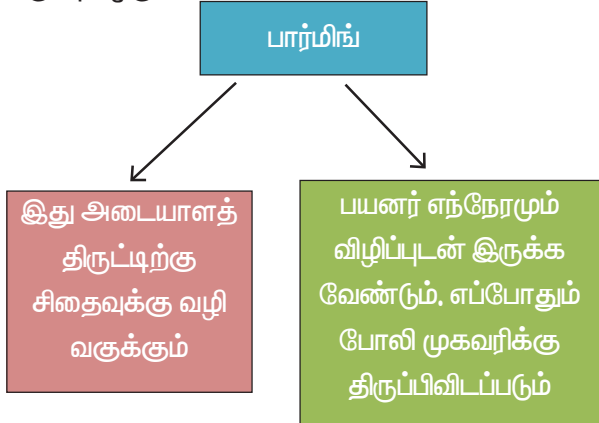 பார்மிங்
இது அடையாளத்
திருட்டிற்கு
சிதைவுக்கு வழி
வகுக்கும்
பயனர் எந்நேரமும்
விழிப்புடன் இருக்க
வேண்டும், எப்போதும்
போலி முகவரிக்கு
திருப்பிவிடப்படும்